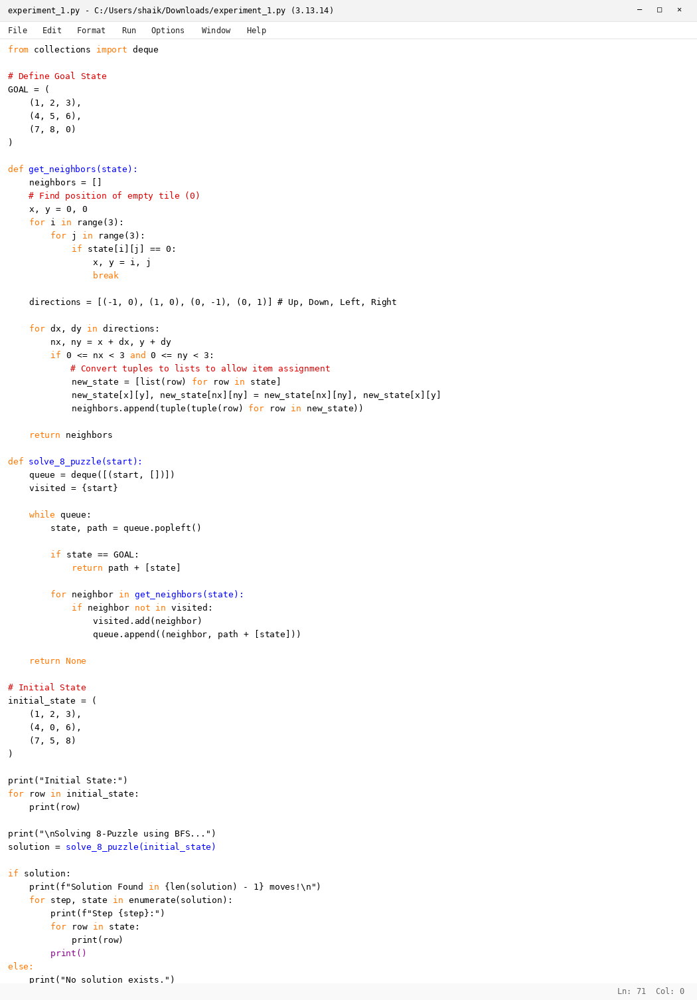 experiment_1.py - C:/Users/shaik/Downloads/experiment_1.py (3.13.14)
File Edit Format Run Options Window Help
from collections import deque

# Define Goal State
GOAL = (
    (1, 2, 3),
    (4, 5, 6),
    (7, 8, 0)
)

def get_neighbors(state):
    neighbors = []
    # Find position of empty tile (0)
    x, y = 0, 0
    for i in range(3):
        for j in range(3):
            if state[i][j] == 0:
                x, y = i, j
                break

    directions = [(-1, 0), (1, 0), (0, -1), (0, 1)] # Up, Down, Left, Right

    for dx, dy in directions:
        nx, ny = x + dx, y + dy
        if 0 <= nx < 3 and 0 <= ny < 3:
            # Convert tuples to lists to allow item assignment
            new_state = [list(row) for row in state]
            new_state[x][y], new_state[nx][ny] = new_state[nx][ny], new_state[x][y]
            neighbors.append(tuple(tuple(row) for row in new_state))

    return neighbors

def solve_8_puzzle(start):
    queue = deque([(start, [])])
    visited = {start}

    while queue:
        state, path = queue.popleft()

        if state == GOAL:
            return path + [state]

        for neighbor in get_neighbors(state):
            if neighbor not in visited:
                visited.add(neighbor)
                queue.append((neighbor, path + [state]))

    return None

# Initial State
initial_state = (
    (1, 2, 3),
    (4, 0, 6),
    (7, 5, 8)
)

print("Initial State:")
for row in initial_state:
    print(row)

print("\nSolving 8-Puzzle using BFS...")
solution = solve_8_puzzle(initial_state)

if solution:
    print(f"Solution Found in {len(solution) - 1} moves!\n")
    for step, state in enumerate(solution):
        print(f"Step {step}:")
        for row in state:
            print(row)
        print()
else:
    print("No solution exists.")
Ln: 71 Col: 0